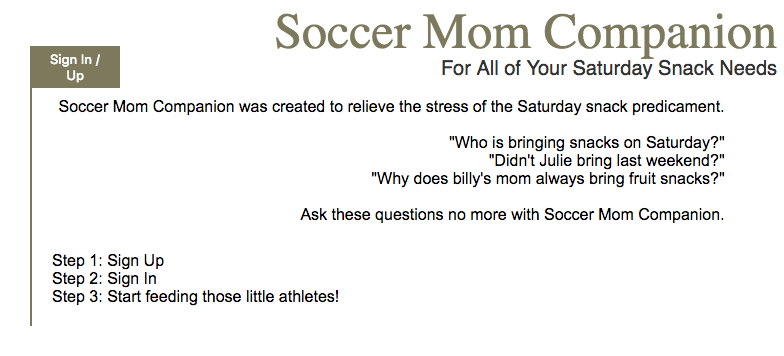 Soccer Mom Companion
For All of Your Saturday Snack Needs
Sign In /
Up
Soccer Mom Companion was created to relieve the stress of the Saturday snack predicament.
"Who is bringing snacks on Saturday?"
"Didn't Julie bring last weekend?"
"Why does billy's mom always bring fruit snacks?"
Ask these questions no more with Soccer Mom Companion.
Step 1: Sign Up
Step 2: Sign In
Step 3: Start feeding those little athletes!